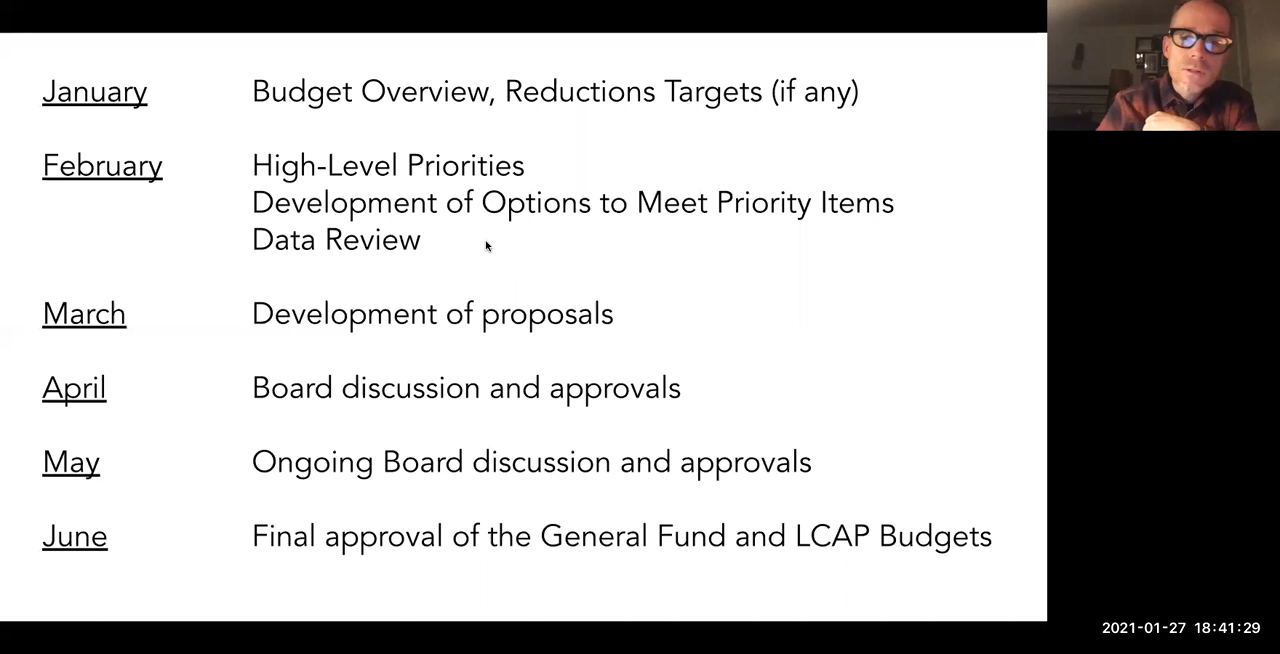 January Budget Overview, Reductions Targets (if any)
February High-Level Priorities
Development of Options to Meet Priority Items
Data Review
March Development of proposals
April Board discussion and approvals
May Ongoing Board discussion and approvals
June Final approval of the General Fund and LCAP Budgets
2021-01-27 18:41:29